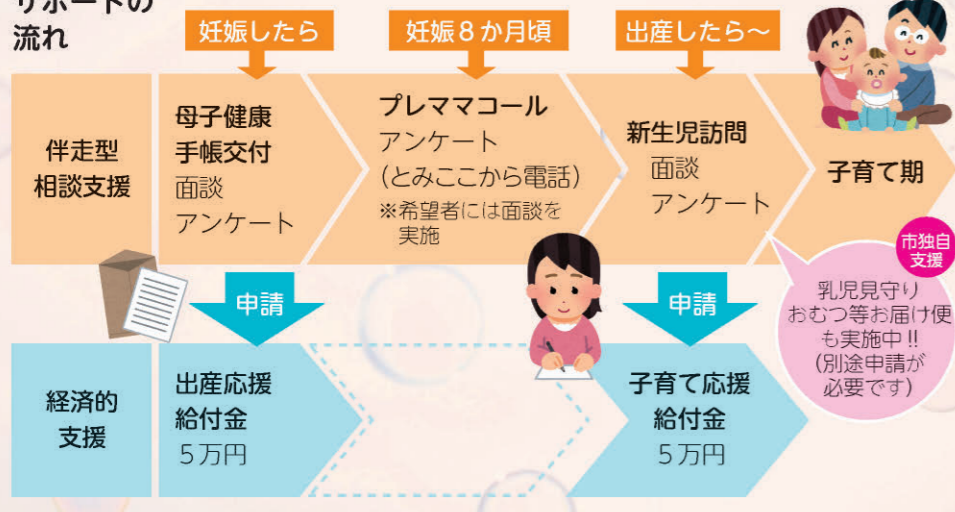 サポートの
流れ
妊娠したら
妊娠８か月頃
出産したら～
伴走型
相談支援
母子健康
手帳交付
面談
アンケート
プレママコール
アンケート
(とみここから電話)
※希望者には面談を
実施
新生児訪問
面談
アンケート
子育て期
市独自
支援
乳児見守り
おむつ等お届け便
も実施中!!
(別途申請が
必要です)
申請
申請
経済的
支援
出産応援
給付金
５万円
子育て応援
給付金
５万円